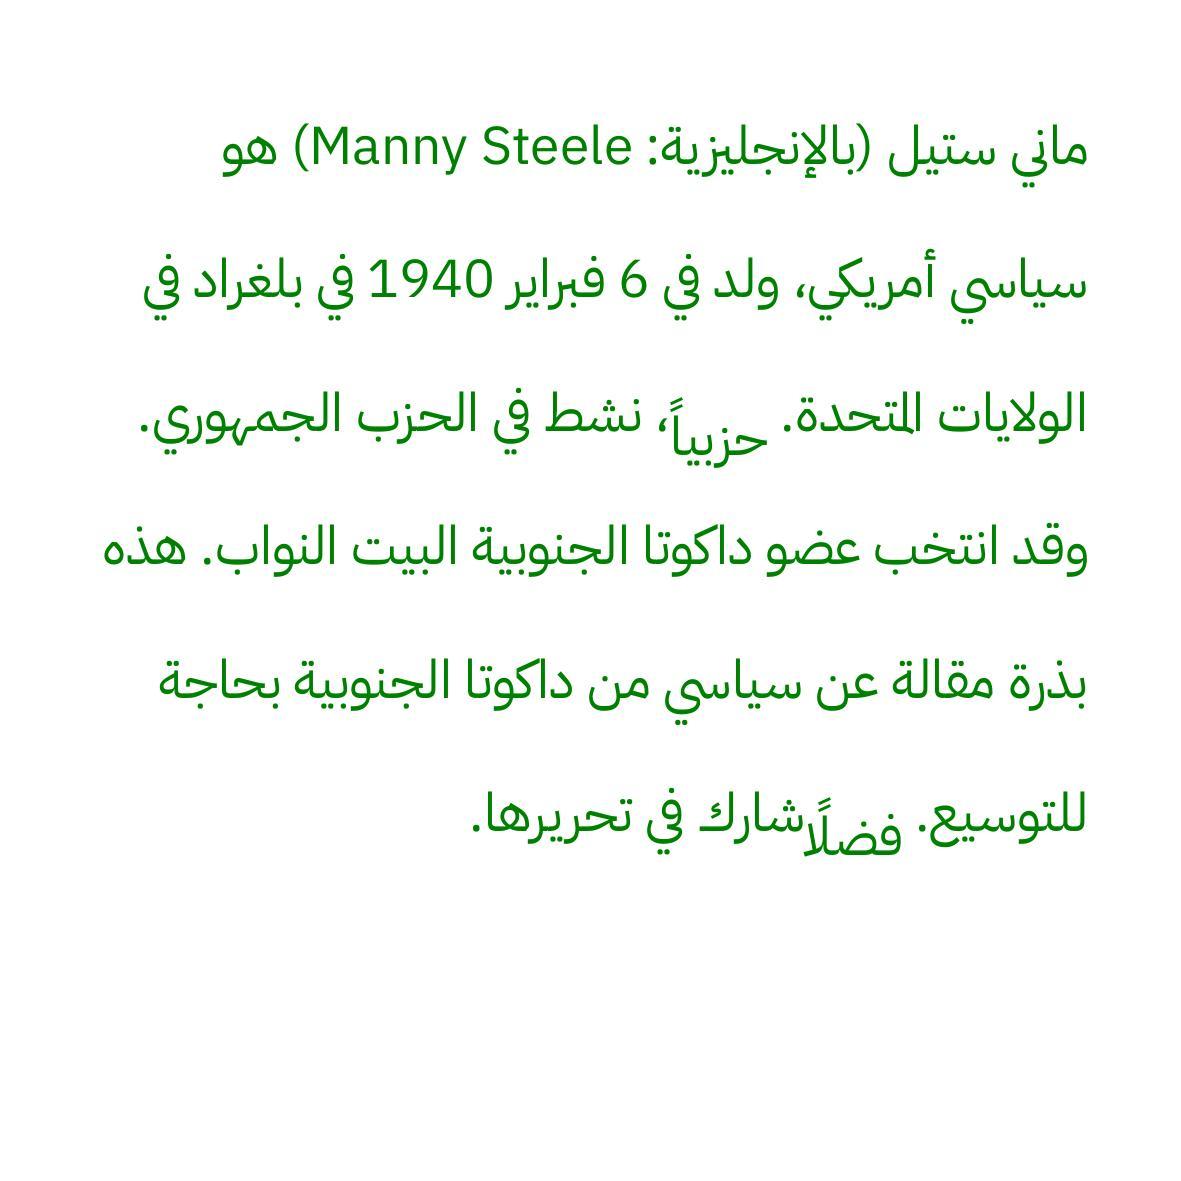 ماني ستيل (بالإنجليزية: Manny Steele) هو
سياسي أمريكي، ولد في 6 فبراير 1940 في بلغراد في
الولايات المتحدة. حزبياً، نشط في الحزب الجمهوري.
وقد انتخب عضو داكوتا الجنوبية البيت النواب. هذه
بذرة مقالة عن سياسي من داكوتا الجنوبية بحاجة
للتوسيع. فضلًا شارك في تحريرها.